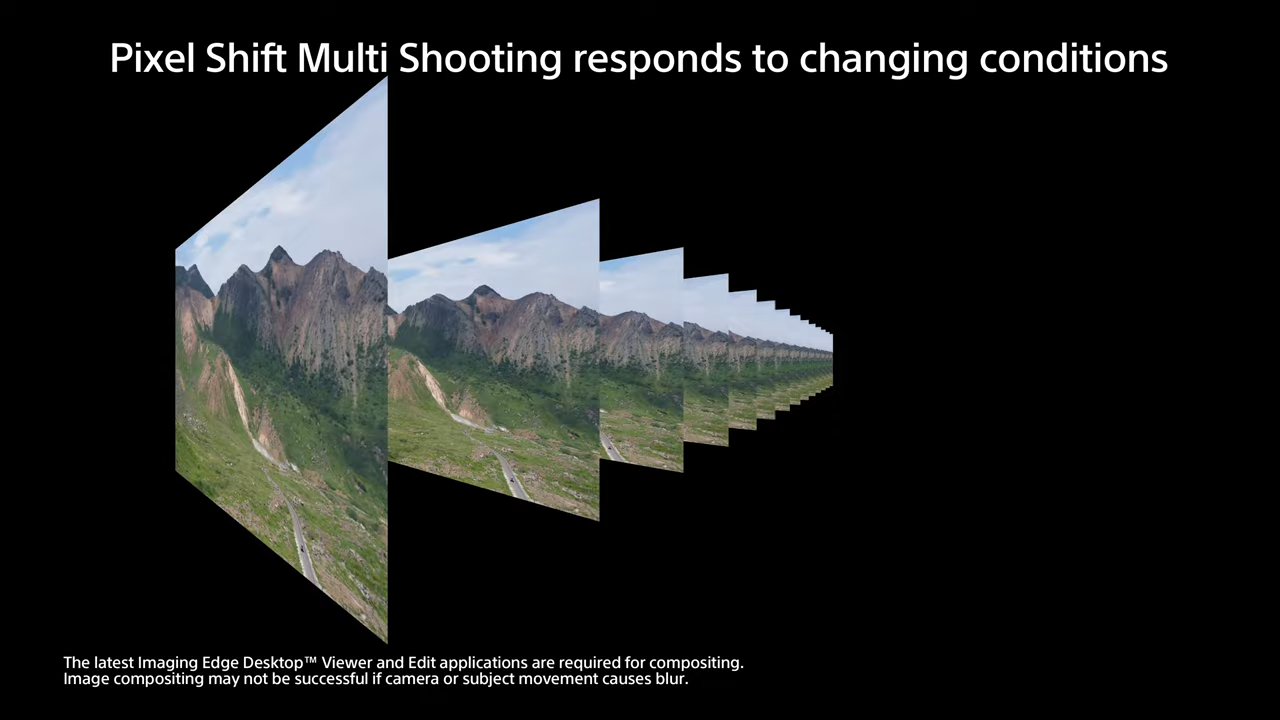 Pixel Shift Multi Shooting responds to changing conditions
The latest Imaging Edge Desktop™ Viewer and Edit applications are required for compositing.
Image compositing may not be successful if camera or subject movement causes blur.